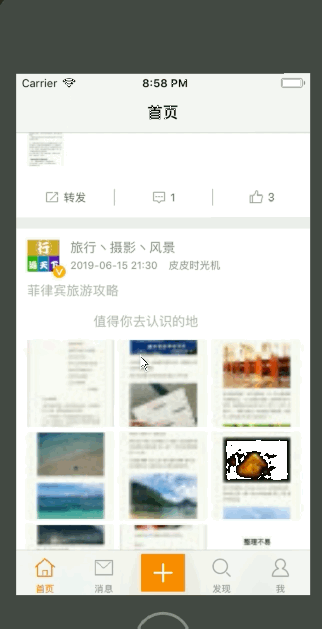 Carrier 8:58 PM
首页
转发 1 3
行
遍天下
旅行丶摄影丶风景
2019-06-15 21:30 皮皮时光机
菲律宾旅游攻略
值得你去认识的地
整理不易
首页 消息 发现 我